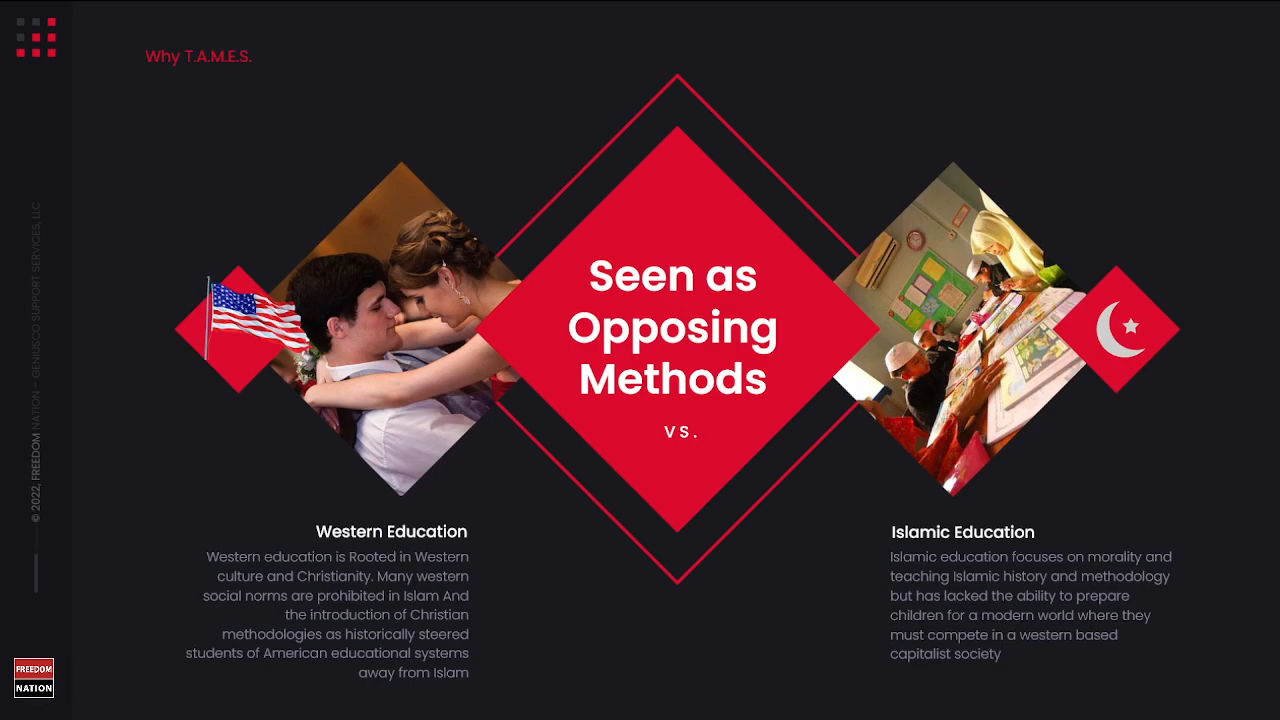 Why T.A.M.E.S.
Seen as
Opposing
Methods
VS.
Western Education
Western education is Rooted in Western
culture and Christianity. Many western
social norms are prohibited in Islam And
the introduction of Christian
methodologies as historically steered
students of American educational systems
away from Islam
Islamic Education
Islamic education focuses on morality and
teaching Islamic history and methodology
but has lacked the ability to prepare
children for a modern world where they
must compete in a western based
capitalist society
© 2022, FREEDOM NATION – GENIUSCO SUPPORT SERVICES, LLC
FREEDOM
NATION